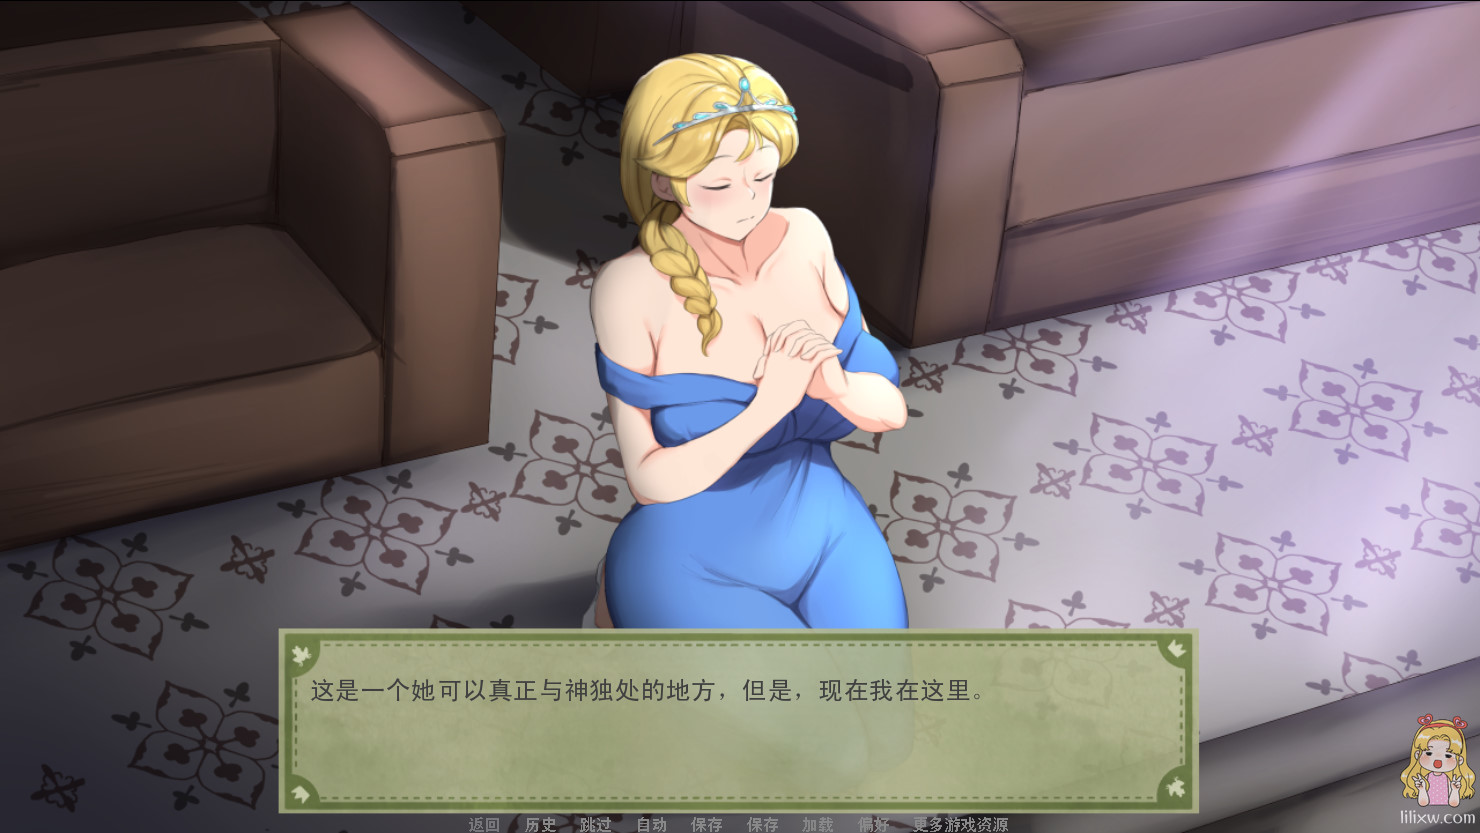 这是一个她可以真正与神独处的地方，但是，现在我在这里。
返回 历史 跳过 自动 保存 保存 加载 偏好 更多游戏资源
lilixw.com